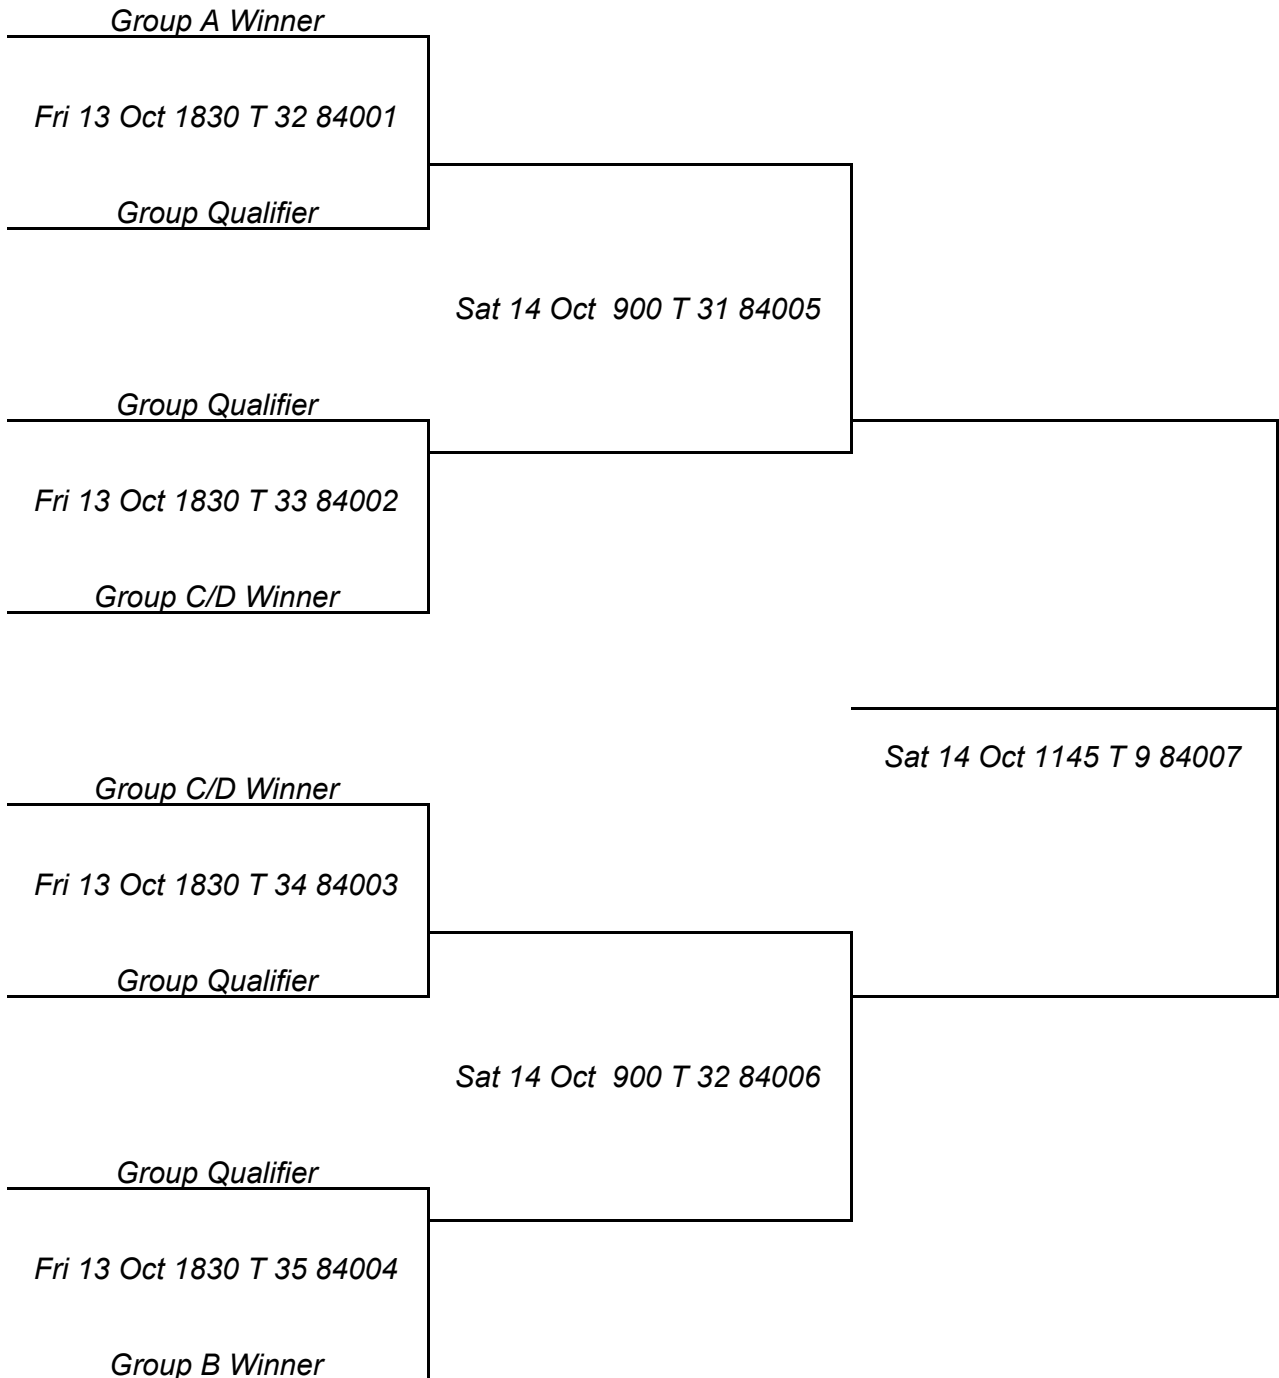 Group A Winner
Fri 13 Oct 1830 T 32 84001
Group Qualifier
Sat 14 Oct  900 T 31 84005
Group Qualifier
Fri 13 Oct 1830 T 33 84002
Group C/D Winner
Sat 14 Oct 1145 T 9 84007
Group C/D Winner
Fri 13 Oct 1830 T 34 84003
Group Qualifier
Sat 14 Oct  900 T 32 84006
Group Qualifier
Fri 13 Oct 1830 T 35 84004
Group B Winner